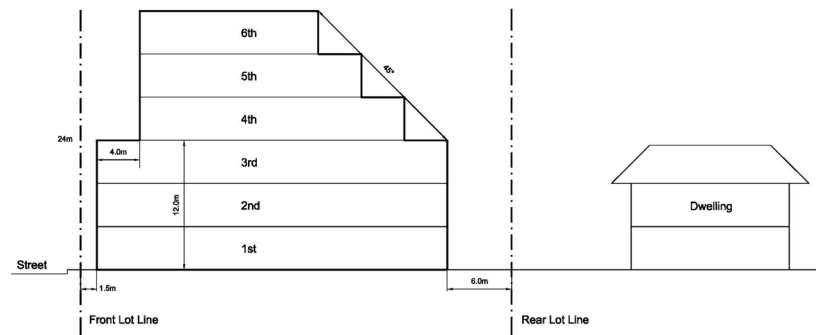 6th
5th
45°
4th
24m
4.0m
3rd
12.0m
2nd
Dwelling
1st
Street
1.5m
6.0m
Front Lot Line
Rear Lot Line